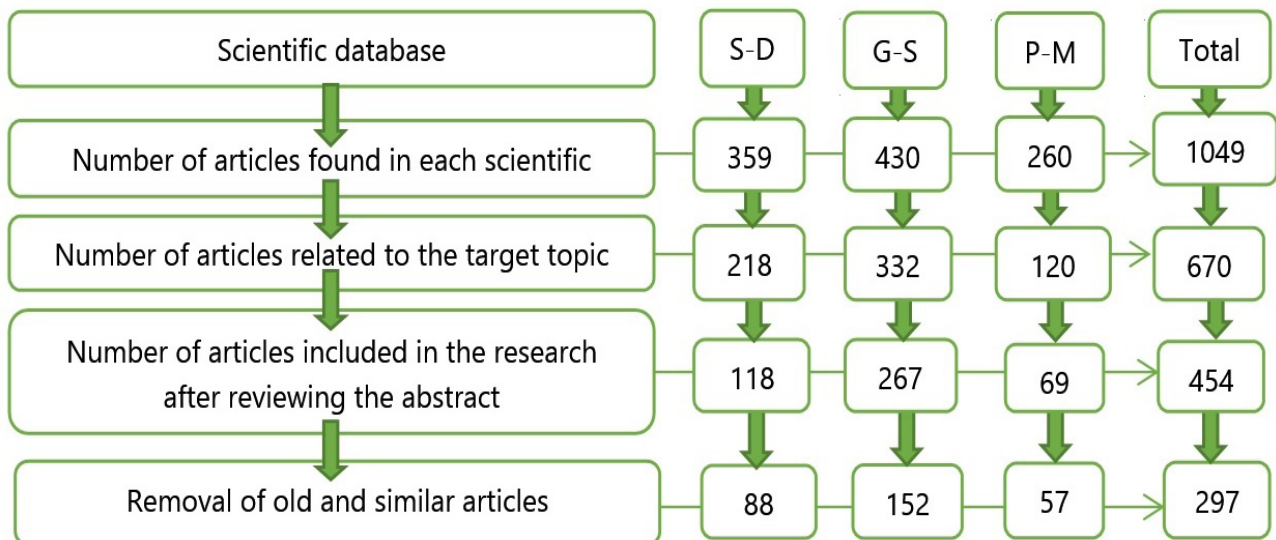 Scientific database
S-D
G-S
P-M
Total
Number of articles found in each scientific
359
430
260
1049
Number of articles related to the target topic
218
332
120
670
Number of articles included in the research
after reviewing the abstract
118
267
69
454
Removal of old and similar articles
88
152
57
297